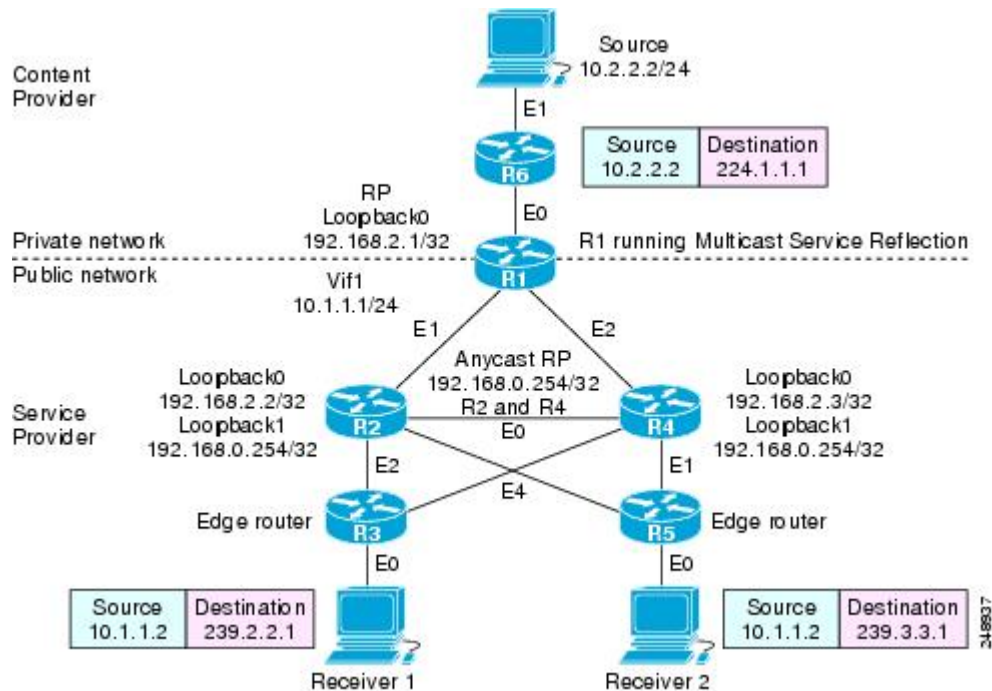 Source
10.2.2.2/24
Content
Provider
E1
Source
10.2.2.2
Destination
224.1.1.1
R6
RP
Loopback0
192.168.2.1/32
E0
Private network
R1 running Multicast Service Reflection
Public network
R1
Vif1
10.1.1.1/24
E1
E2
Anycast RP
192.168.0.254/32
R2 and R4
Loopback0
192.168.2.2/32
Loopback1
192.168.0.254/32
Loopback0
192.168.2.3/32
Loopback1
192.168.0.254/32
Service
Provider
R2
E0
R4
E2
E1
E4
Edge router
R3
R5
Edge router
E0
E0
Source
10.1.1.2
Destination
239.2.2.1
Source
10.1.1.2
Destination
239.3.3.1
Receiver 1
Receiver 2
248937